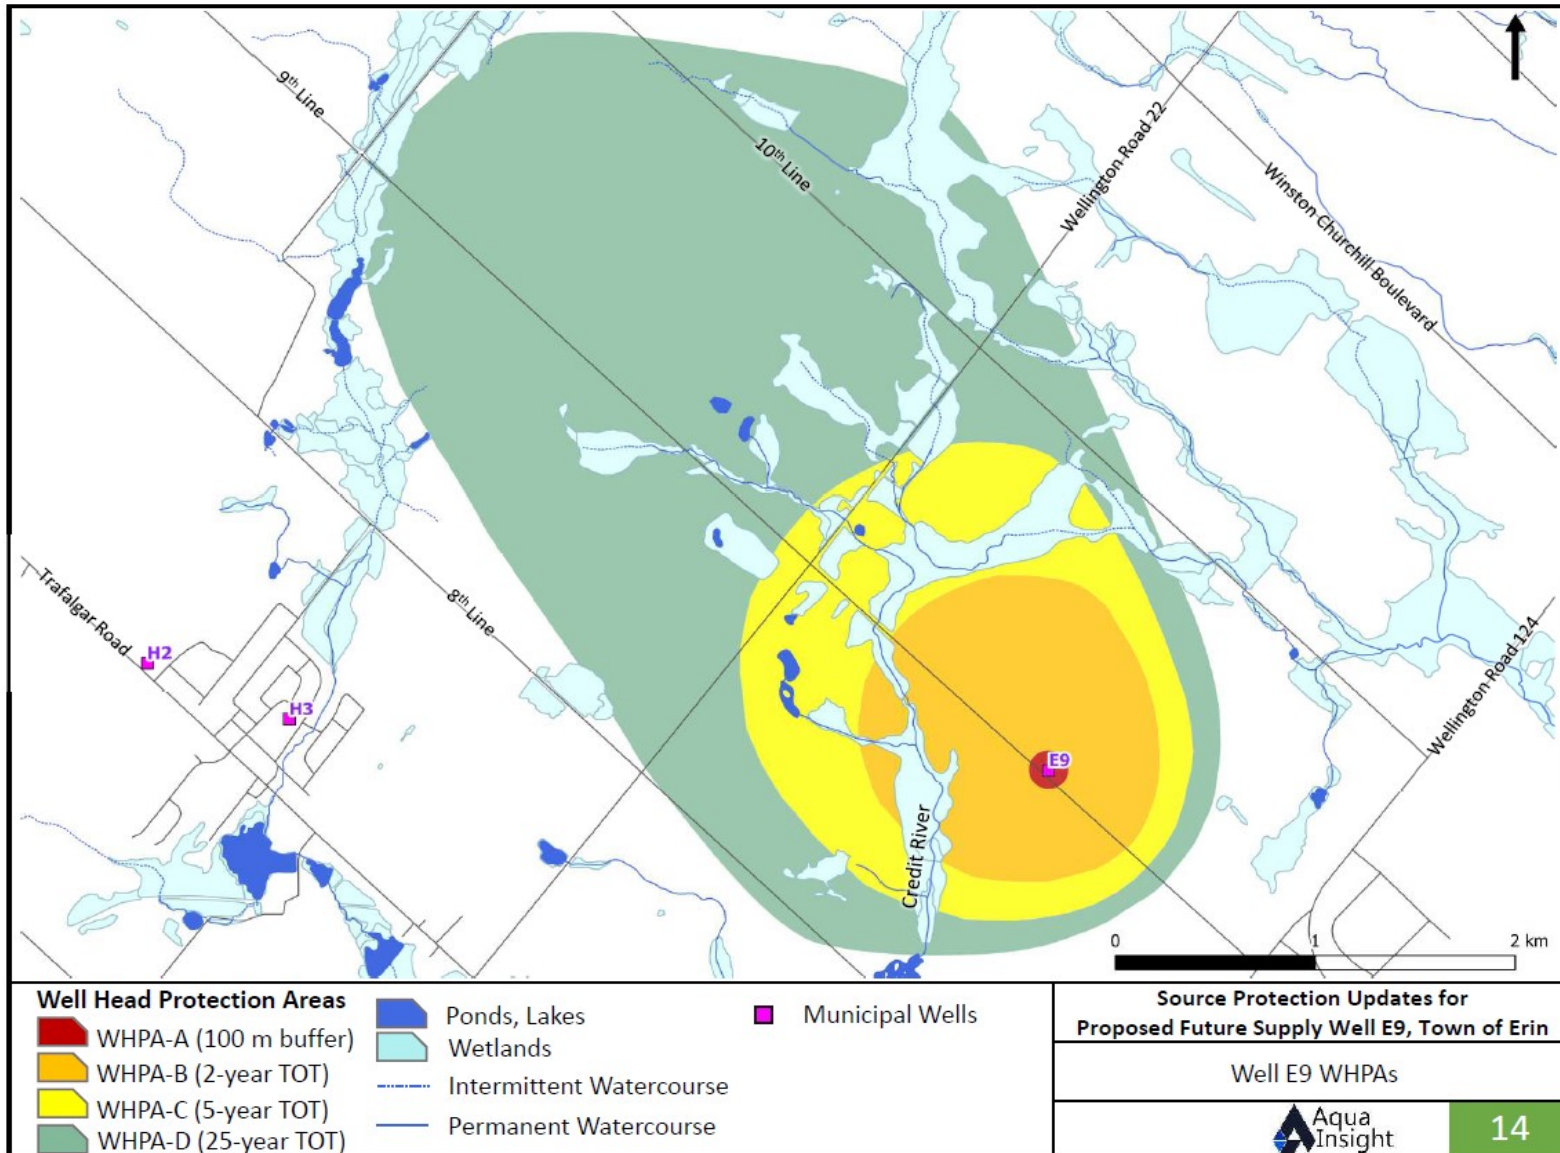 9th Line
10th Line
Wellington Road 22
Winston Churchill Boulevard
Trafalgar Road
8th Line
H2
H3
E9
Wellington Road 124
Credit River
0 1 2 km
Well Head Protection Areas
WHPA-A (100 m buffer)
WHPA-B (2-year TOT)
WHPA-C (5-year TOT)
WHPA-D (25-year TOT)
Ponds, Lakes
Wetlands
Intermittent Watercourse
Permanent Watercourse
Municipal Wells
Source Protection Updates for
Proposed Future Supply Well E9, Town of Erin
Well E9 WHPAs
Aqua
Insight
14